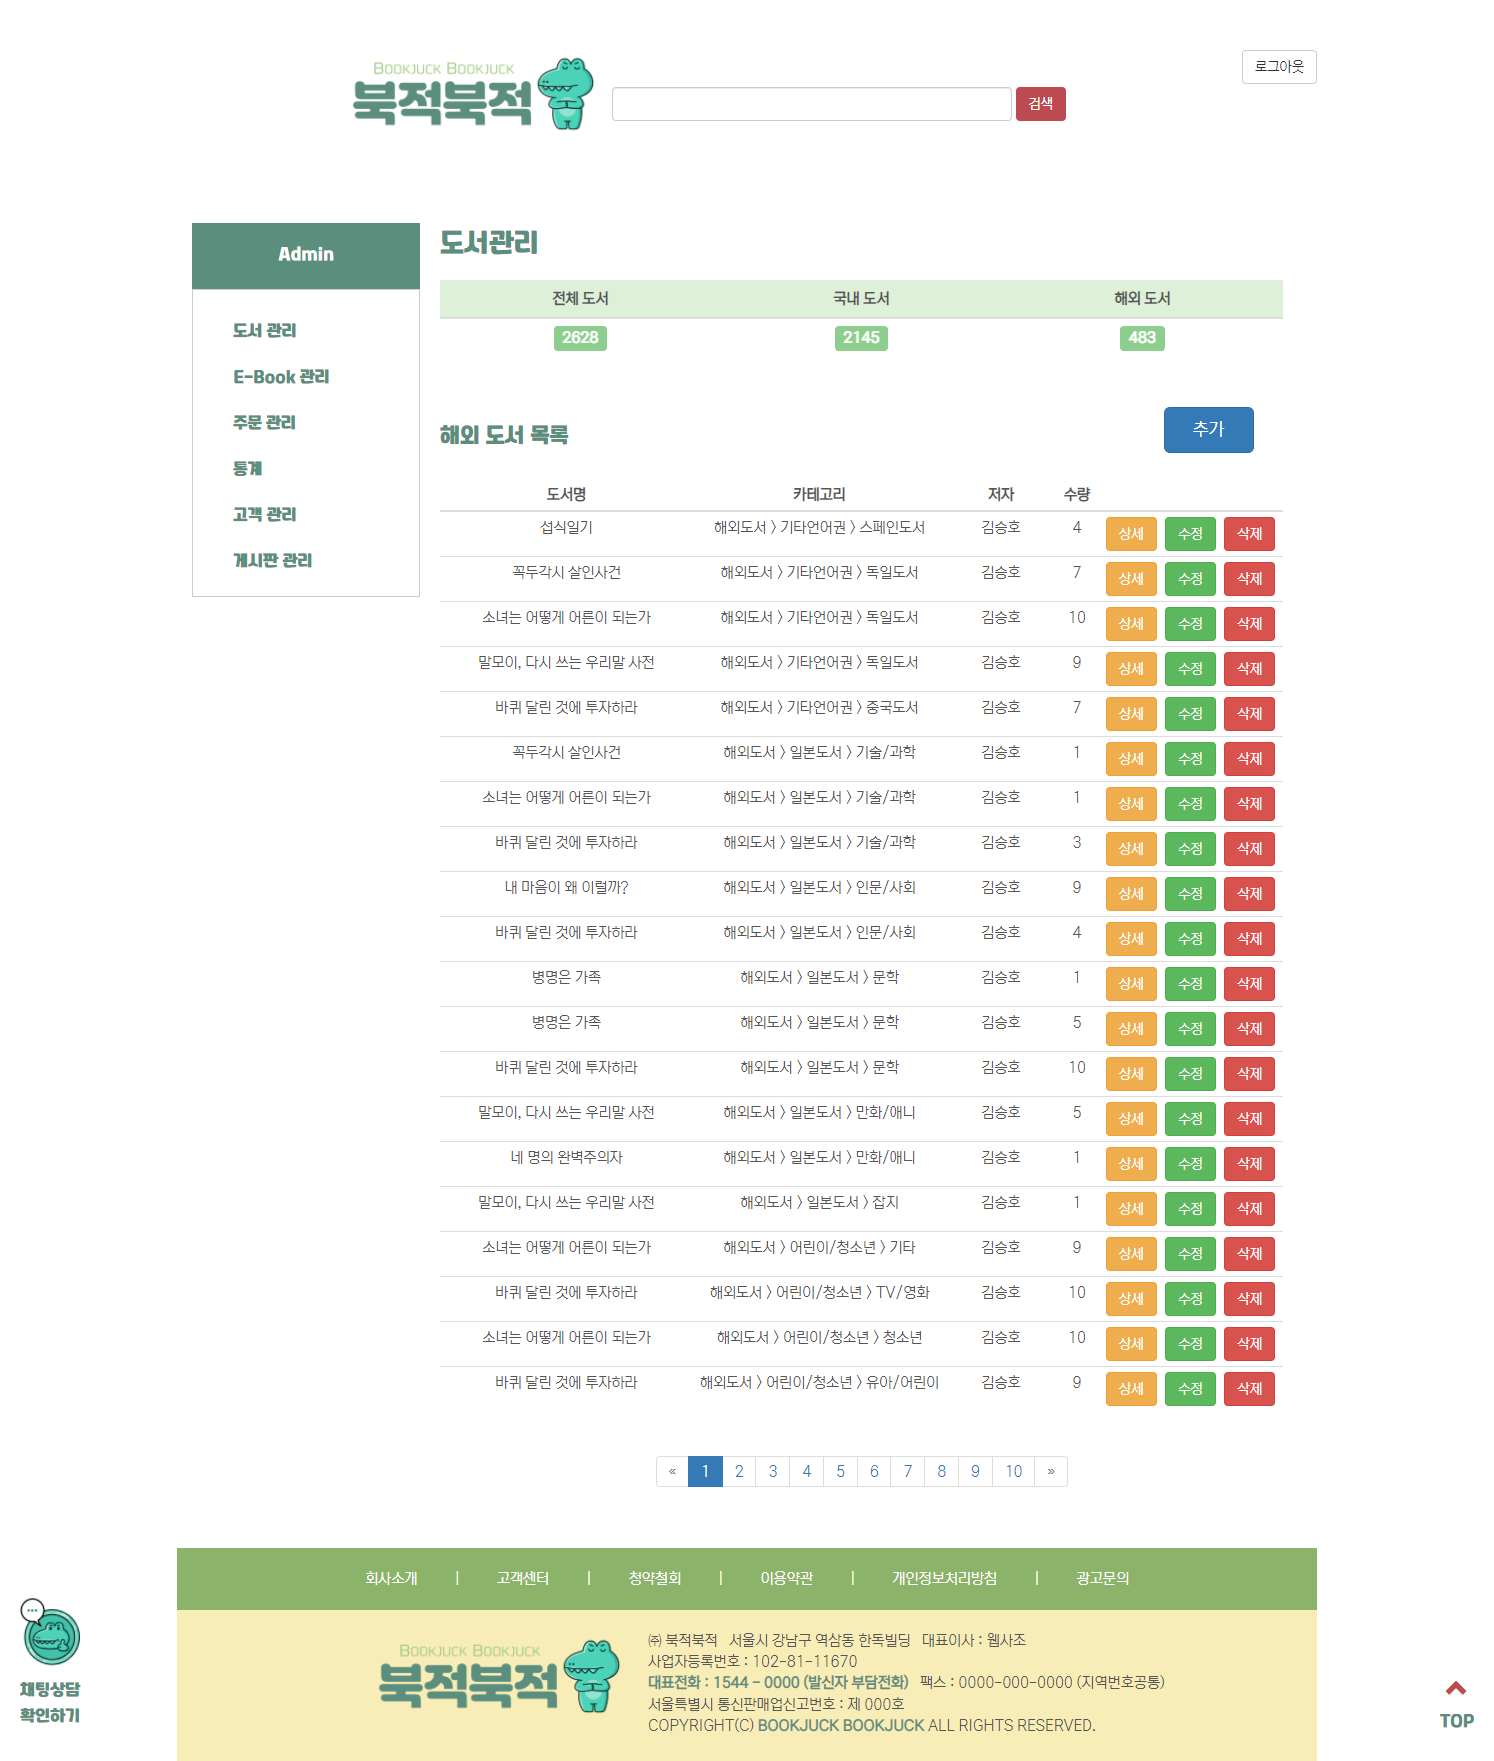 로그아웃
BOOKJUCK BOOKJUCK
북적북적
검색
Admin
도서 관리
E-Book 관리
주문 관리
통계
고객 관리
게시판 관리
도서관리
전체 도서 국내 도서 해외 도서
2628 2145 483
해외 도서 목록 추가
도서명 카테고리 저자 수량
섭식일기 해외도서 > 기타언어권 > 스페인도서 김승호 4 상세 수정 삭제
꼭두각시 살인사건 해외도서 > 기타언어권 > 독일도서 김승호 7 상세 수정 삭제
소녀는 어떻게 어른이 되는가 해외도서 > 기타언어권 > 독일도서 김승호 10 상세 수정 삭제
말모이, 다시 쓰는 우리말 사전 해외도서 > 기타언어권 > 독일도서 김승호 9 상세 수정 삭제
바퀴 달린 것에 투자하라 해외도서 > 기타언어권 > 중국도서 김승호 7 상세 수정 삭제
꼭두각시 살인사건 해외도서 > 일본도서 > 기술/과학 김승호 1 상세 수정 삭제
소녀는 어떻게 어른이 되는가 해외도서 > 일본도서 > 기술/과학 김승호 1 상세 수정 삭제
바퀴 달린 것에 투자하라 해외도서 > 일본도서 > 기술/과학 김승호 3 상세 수정 삭제
내 마음이 왜 이럴까? 해외도서 > 일본도서 > 인문/사회 김승호 9 상세 수정 삭제
바퀴 달린 것에 투자하라 해외도서 > 일본도서 > 인문/사회 김승호 4 상세 수정 삭제
병명은 가족 해외도서 > 일본도서 > 문학 김승호 1 상세 수정 삭제
병명은 가족 해외도서 > 일본도서 > 문학 김승호 5 상세 수정 삭제
바퀴 달린 것에 투자하라 해외도서 > 일본도서 > 문학 김승호 10 상세 수정 삭제
말모이, 다시 쓰는 우리말 사전 해외도서 > 일본도서 > 만화/애니 김승호 5 상세 수정 삭제
네 명의 완벽주의자 해외도서 > 일본도서 > 만화/애니 김승호 1 상세 수정 삭제
말모이, 다시 쓰는 우리말 사전 해외도서 > 일본도서 > 잡지 김승호 1 상세 수정 삭제
소녀는 어떻게 어른이 되는가 해외도서 > 어린이/청소년 > 기타 김승호 9 상세 수정 삭제
바퀴 달린 것에 투자하라 해외도서 > 어린이/청소년 > TV/영화 김승호 10 상세 수정 삭제
소녀는 어떻게 어른이 되는가 해외도서 > 어린이/청소년 > 청소년 김승호 10 상세 수정 삭제
바퀴 달린 것에 투자하라 해외도서 > 어린이/청소년 > 유아/어린이 김승호 9 상세 수정 삭제
« 1 2 3 4 5 6 7 8 9 10 »
회사소개 | 고객센터 | 청약철회 | 이용약관 | 개인정보처리방침 | 광고문의
BOOKJUCK BOOKJUCK
북적북적
㈜ 북적북적 서울시 강남구 역삼동 한독빌딩 대표이사 : 웹사조
사업자등록번호 : 102-81-11670
대표전화 : 1544 - 0000 (발신자 부담전화) 팩스 : 0000-000-0000 (지역번호공통)
서울특별시 통신판매업신고번호 : 제 000호
COPYRIGHT(C) BOOKJUCK BOOKJUCK ALL RIGHTS RESERVED.
채팅상담
확인하기
TOP